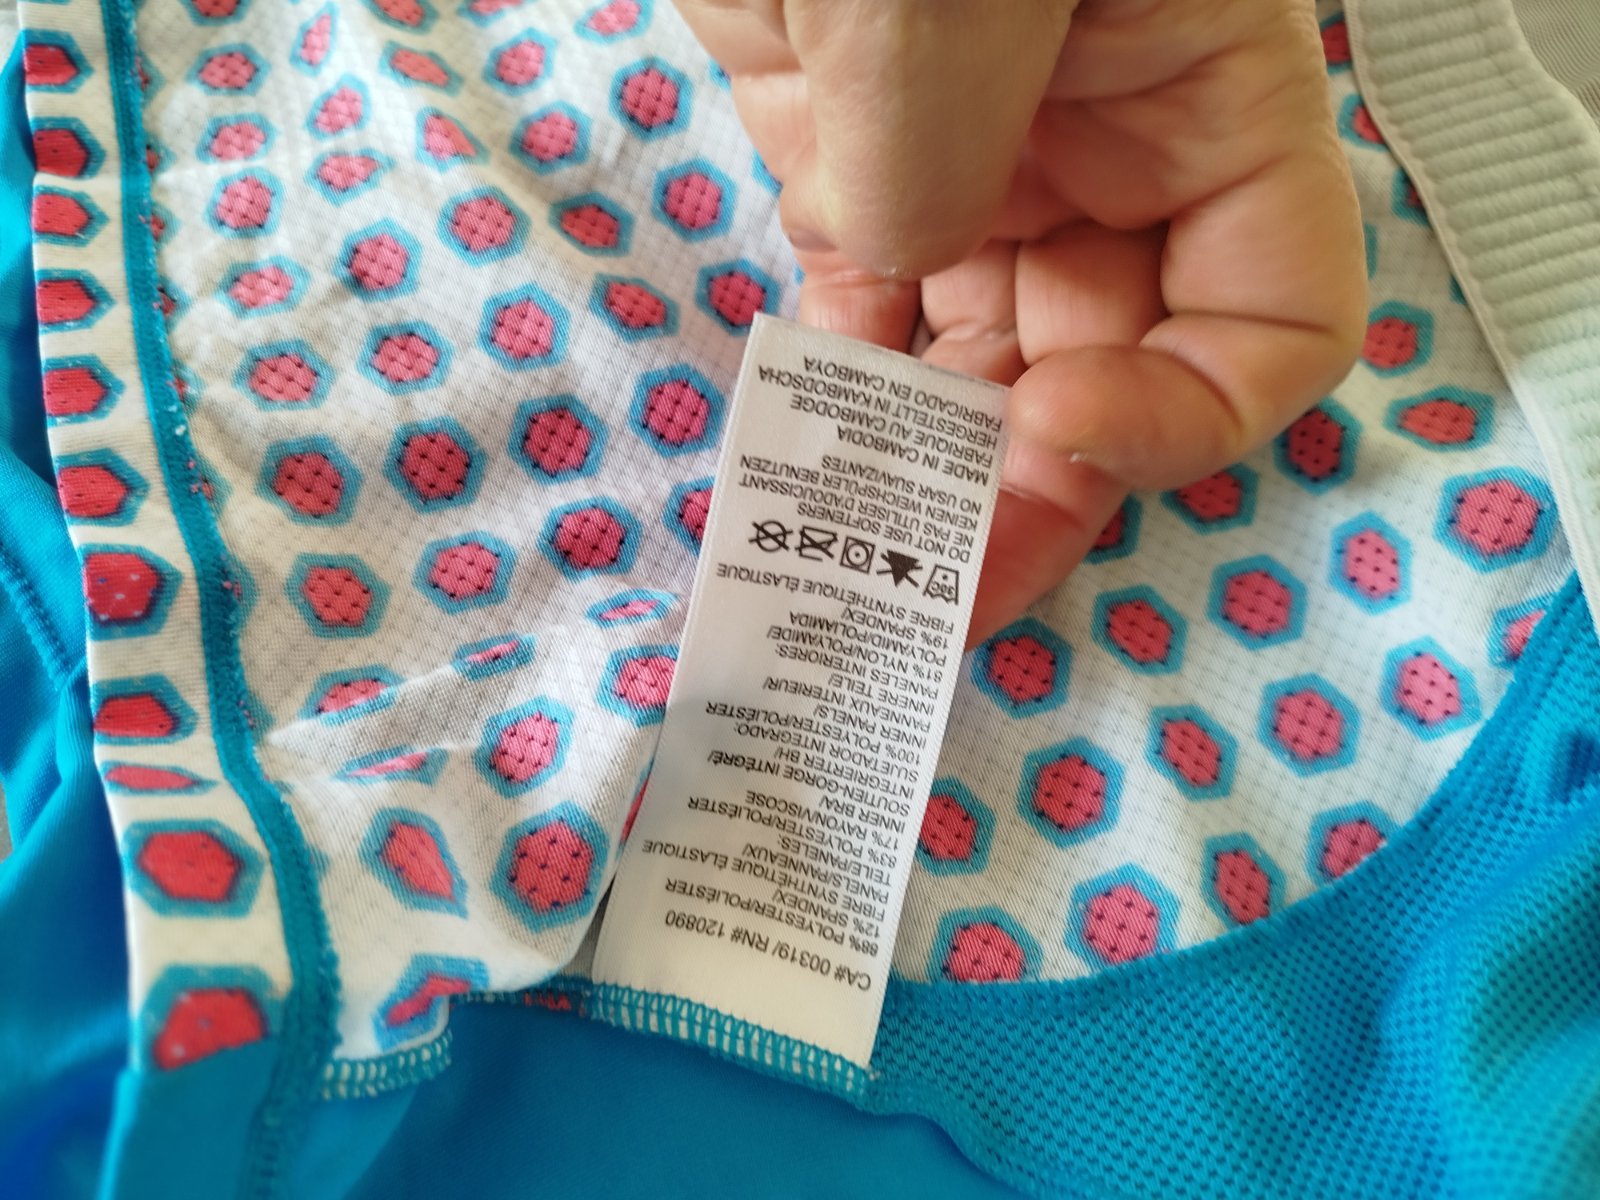 CA# 00319/ RN# 120890
88% POLYESTER/POLIÉSTER
12% SPANDEX/
FIBRE SYNTHÉTIQUE ÉLASTIQUE
PANELS/PANNEAUX/
TEILE/PANELES:
83% POLYESTER/POLIÉSTER
17% RAYON/VISCOSE
INNER BRA/
SOUTIEN-GORGE INTÉGRÉ/
INTEGRIERTER BH/
SUJETADOR INTEGRADO:
100% POLYESTER/POLIÉSTER
INNER PANELS/
PANNEAUX INTERIEUR/
INNERE TEILE/
PANELES INTERIORES:
81% NYLON/POLYAMIDE/
POLYAMID/POLIAMIDA
19% SPANDEX/
FIBRE SYNTHÉTIQUE ÉLASTIQUE
30C
DO NOT USE SOFTENERS
NE PAS UTILISER D'ADOUCISSANT
KEINEN WEICHSPÜLER BENUTZEN
NO USAR SUAVIZANTES
MADE IN CAMBODIA
FABRIQUE AU CAMBODGE
HERGESTELLT IN KAMBODSCHA
FABRICADO EN CAMBOYA